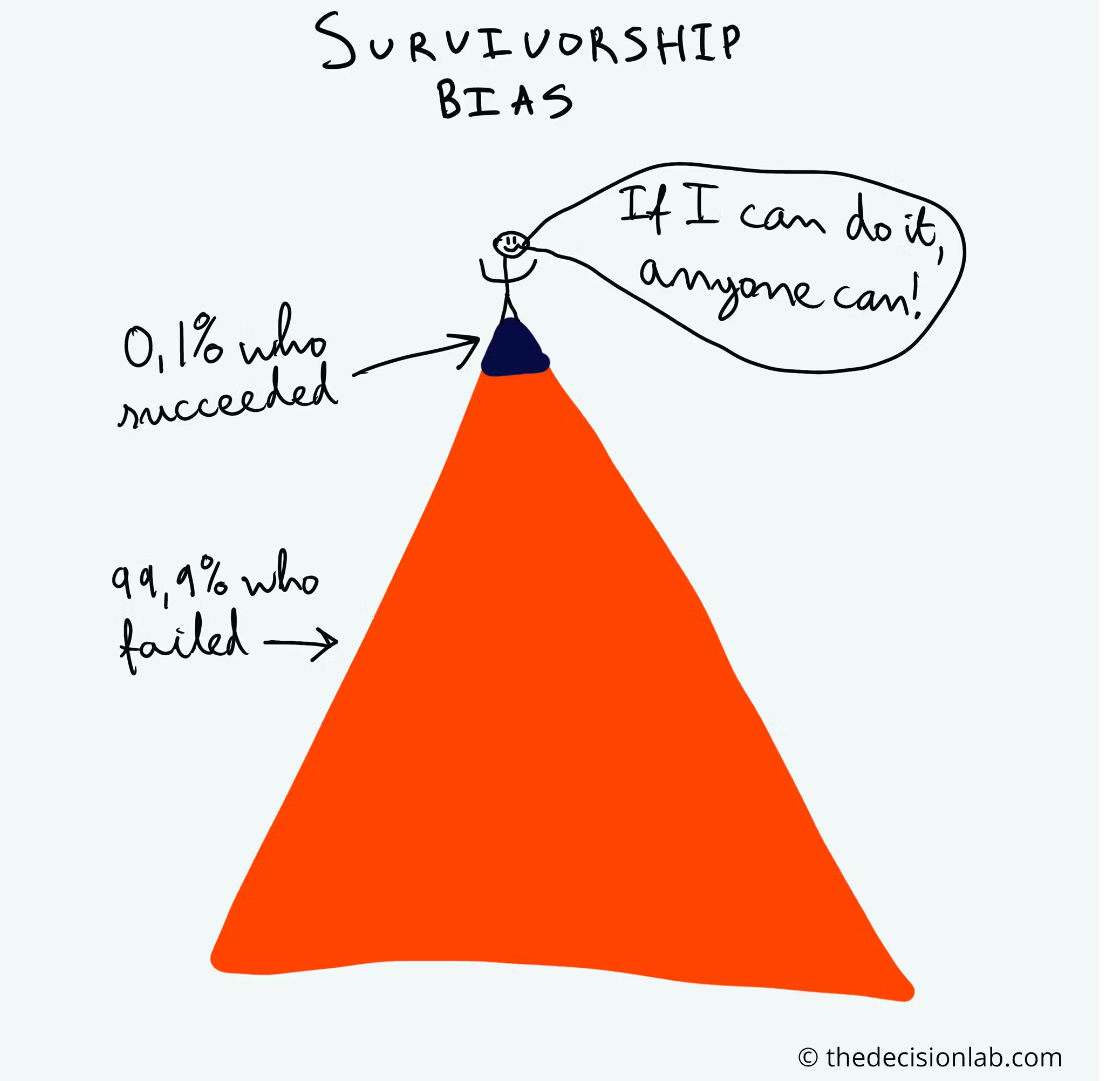 SURVIVORSHIP
BIAS
If I can do it,
anyone can!
0,1% who
succeeded
99,9% who
failed
© thedecisionlab.com